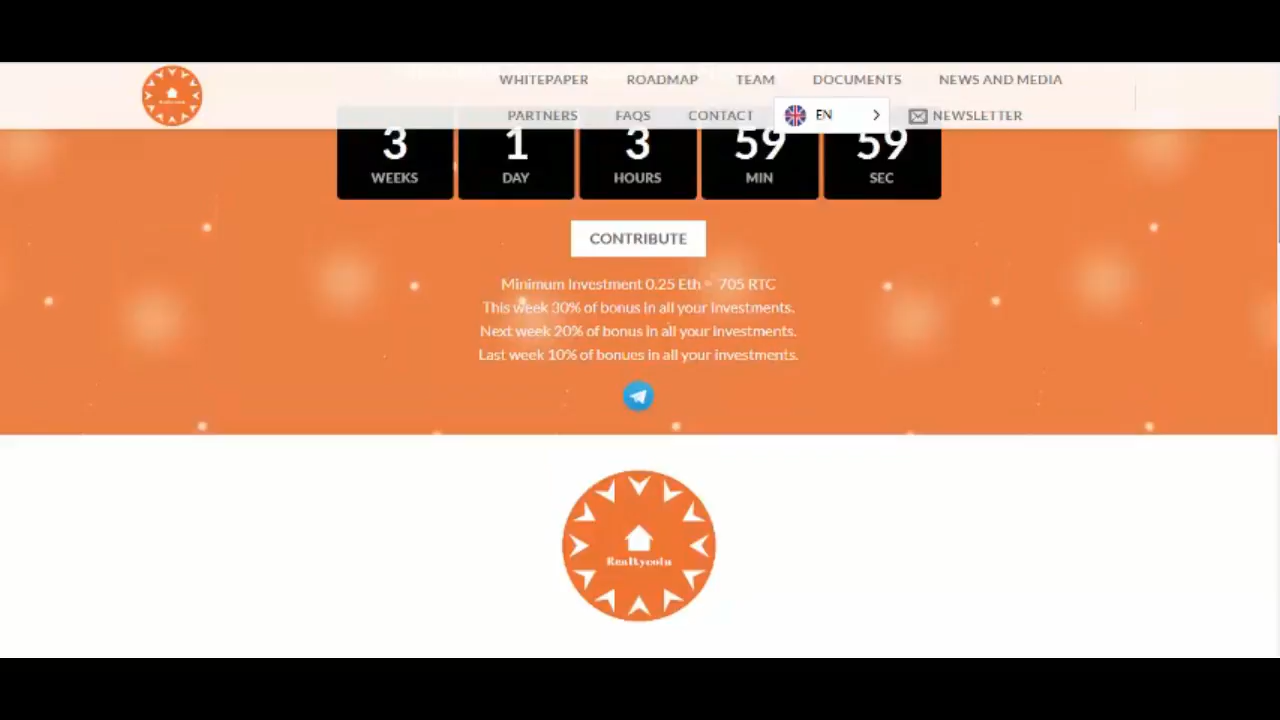 WHITEPAPER ROADMAP TEAM DOCUMENTS NEWS AND MEDIA
PARTNERS FAQS CONTACT EN NEWSLETTER
3 1 3 59 59
WEEKS DAY HOURS MIN SEC
CONTRIBUTE
Minimum Investment 0.25 Eth = 705 RTC
This week 30% of bonus in all your investments.
Next week 20% of bonus in all your investments.
Last week 10% of bonues in all your investments.
Realtycoin